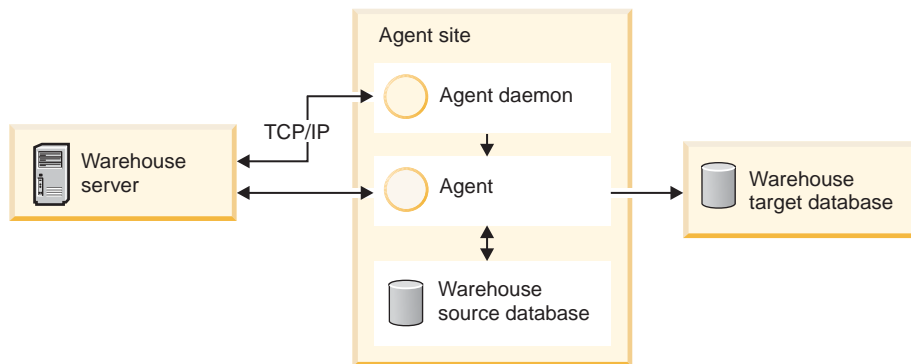 Agent site
Agent daemon
TCP/IP
Warehouse
server
Agent
Warehouse
target database
Warehouse
source database